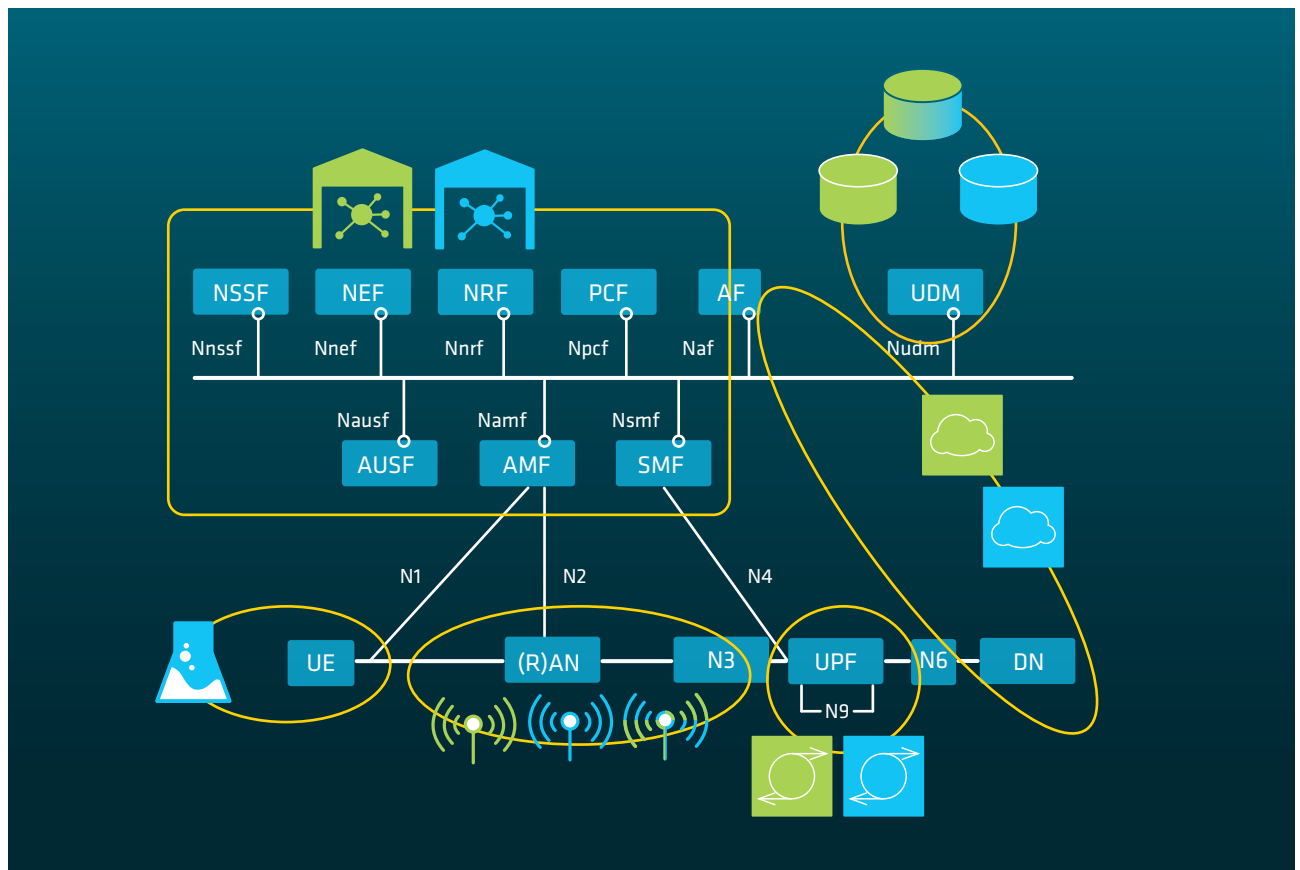 NSSF NEF NRF PCF AF UDM
Nnssf Nnef Nnrf Npcf Naf Nudm
Nausf Namf Nsmf
AUSF AMF SMF
N1 N2 N4
UE (R)AN N3 UPF N6 DN
N9